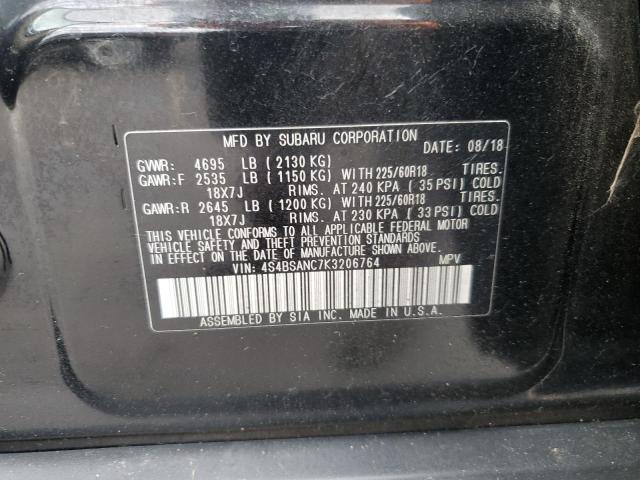 MFD BY SUBARU CORPORATION DATE: 08/18
GVWR: 4695 LB ( 2130 KG)
GAWR:F 2535 LB ( 1150 KG) WITH 225/60R18 TIRES.
18X7J RIMS. AT 240 KPA ( 35 PSI) COLD
GAWR:R 2645 LB ( 1200 KG) WITH 225/60R18 TIRES.
18X7J RIMS. AT 230 KPA ( 33 PSI) COLD
THIS VEHICLE CONFORMS TO ALL APPLICABLE FEDERAL MOTOR
VEHICLE SAFETY AND THEFT PREVENTION STANDARDS
IN EFFECT ON THE DATE OF MANUFACTURE SHOWN ABOVE.
VIN: 4S4BSANC7K3206764 MPV
ASSEMBLED BY SIA INC. MADE IN U.S.A.